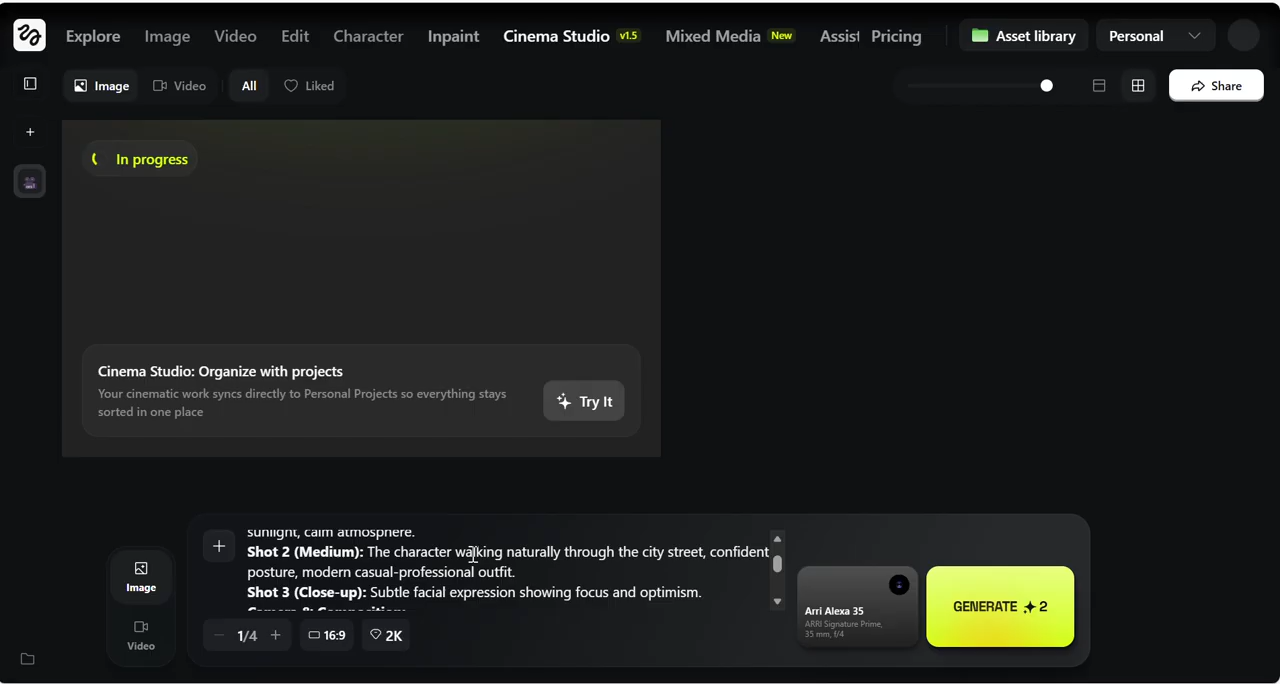 Explore Image Video Edit Character Inpaint Cinema Studio v1.5 Mixed Media New Assist Pricing Asset library Personal
Image Video All Liked Share
In progress
Cinema Studio: Organize with projects
Your cinematic work syncs directly to Personal Projects so everything stays
sorted in one place
Try It
sunlight, calm atmosphere.
Shot 2 (Medium): The character walking naturally through the city street, confident
posture, modern casual-professional outfit.
Shot 3 (Close-up): Subtle facial expression showing focus and optimism.
Camera & Composition:
1/4 16:9 2K
Image
Video
Arri Alexa 35
ARRI Signature Prime,
35 mm, f/4
GENERATE 2